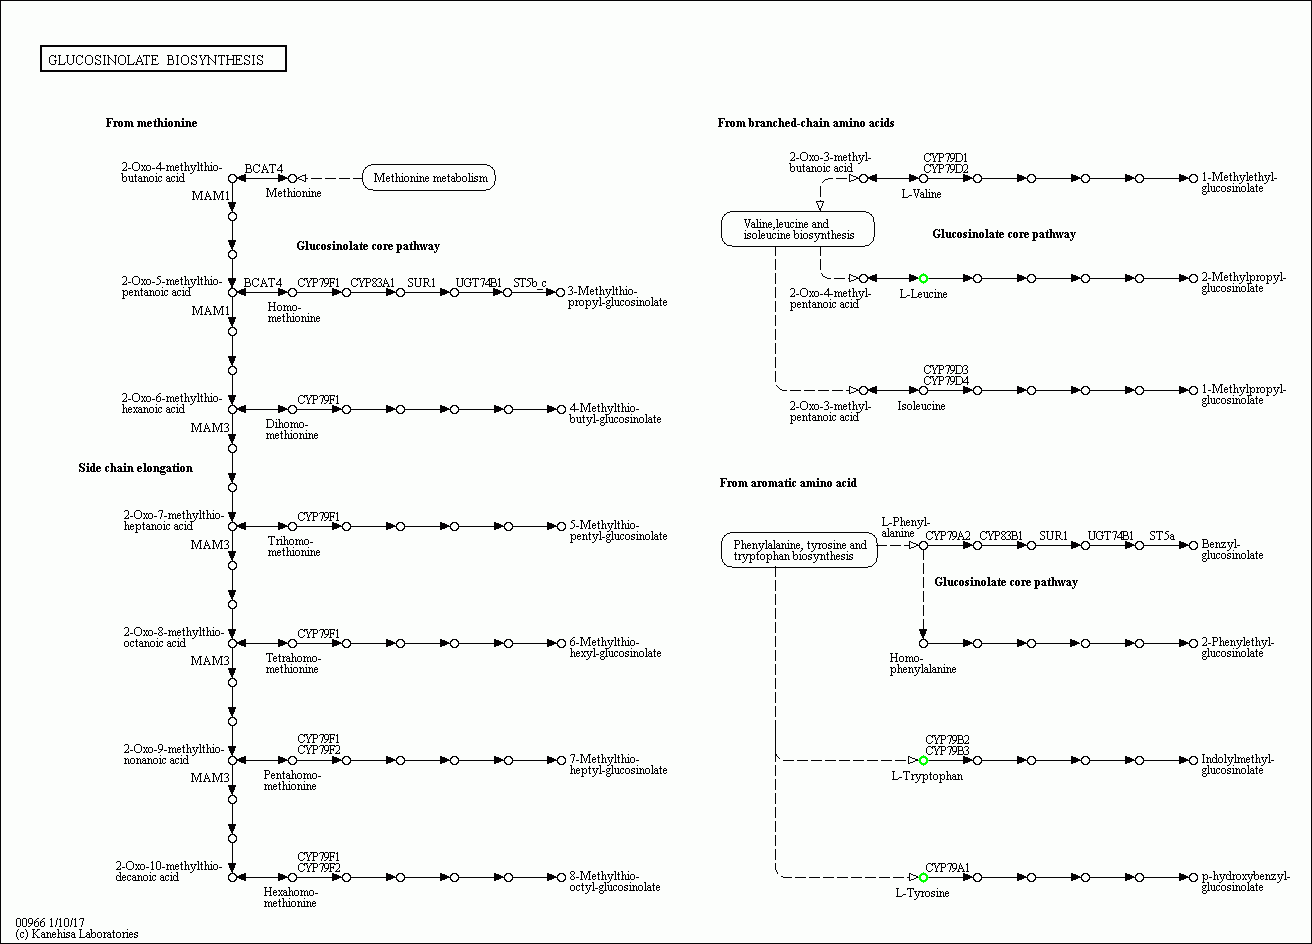 GLUCOSINOLATE BIOSYNTHESIS
From methionine
2-Oxo-4-methylthio-
butanoic acid
BCAT4
Methionine
Methionine metabolism
MAM1
Glucosinolate core pathway
2-Oxo-5-methylthio-
pentanoic acid
BCAT4
CYP79F1
CYP83A1
SUR1
UGT74B1
ST5b_c
3-Methylthio-
propyl-glucosinolate
Homo-
methionine
MAM1
2-Oxo-6-methylthio-
hexanoic acid
CYP79F1
4-Methylthio-
butyl-glucosinolate
Dihomo-
methionine
MAM3
Side chain elongation
2-Oxo-7-methylthio-
heptanoic acid
CYP79F1
5-Methylthio-
pentyl-glucosinolate
Trihomo-
methionine
MAM3
2-Oxo-8-methylthio-
octanoic acid
CYP79F1
6-Methylthio-
hexyl-glucosinolate
Tetrahomo-
methionine
MAM3
2-Oxo-9-methylthio-
nonanoic acid
CYP79F1
CYP79F2
7-Methylthio-
heptyl-glucosinolate
Pentahomo-
methionine
MAM3
2-Oxo-10-methylthio-
decanoic acid
CYP79F1
CYP79F2
8-Methylthio-
octyl-glucosinolate
Hexahomo-
methionine
From branched-chain amino acids
2-Oxo-3-methyl-
butanoic acid
CYP79D1
CYP79D2
L-Valine
1-Methylethyl-
glucosinolate
Valine,leucine and
isoleucine biosynthesis
Glucosinolate core pathway
2-Oxo-4-methyl-
pentanoic acid
L-Leucine
2-Methylpropyl-
glucosinolate
CYP79D3
CYP79D4
2-Oxo-3-methyl-
pentanoic acid
Isoleucine
1-Methylpropyl-
glucosinolate
From aromatic amino acid
Phenylalanine, tyrosine and
tryptophan biosynthesis
L-Phenyl-
alanine
CYP79A2
CYP83B1
SUR1
UGT74B1
ST5a
Benzyl-
glucosinolate
Glucosinolate core pathway
Homo-
phenylalanine
2-Phenylethyl-
glucosinolate
CYP79B2
CYP79B3
L-Tryptophan
Indolylmethyl-
glucosinolate
CYP79A1
L-Tyrosine
p-hydroxybenzyl-
glucosinolate
00966 1/10/17
(c) Kanehisa Laboratories